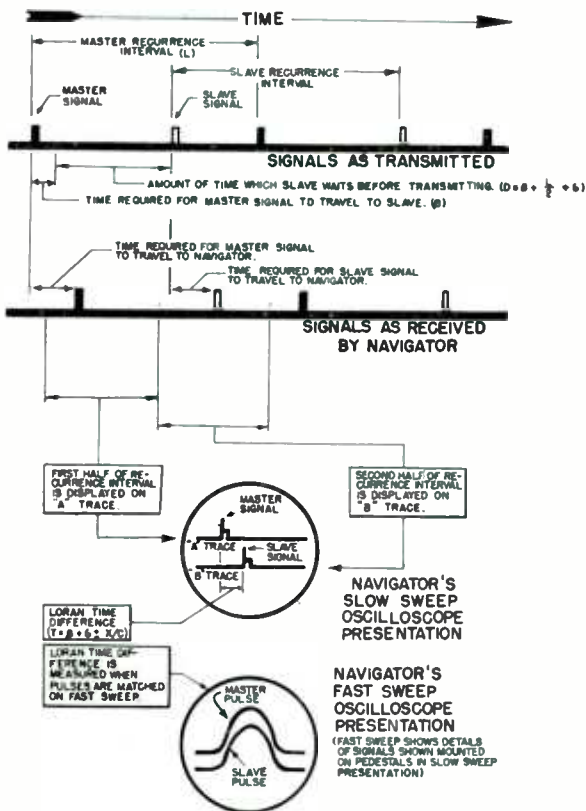 TIME
MASTER RECURRENCE
INTERVAL (L)
SLAVE RECURRENCE
INTERVAL
MASTER
SIGNAL
SLAVE
SIGNAL
SIGNALS AS TRANSMITTED
AMOUNT OF TIME WHICH SLAVE WAITS BEFORE TRANSMITTING.
TIME REQUIRED FOR MASTER SIGNAL TO TRAVEL TO SLAVE. (β)
TIME REQUIRED FOR MASTER SIGNAL
TO TRAVEL TO NAVIGATOR.
TIME REQUIRED FOR SLAVE SIGNAL
TO TRAVEL TO NAVIGATOR.
SIGNALS AS RECEIVED
BY NAVIGATOR
FIRST HALF OF RE-
CURRENCE INTERVAL
IS DISPLAYED ON
"A" TRACE.
SECOND HALF OF RE-
CURRENCE INTERVAL
IS DISPLAYED ON
"B" TRACE.
MASTER
SIGNAL
"A" TRACE
SLAVE
SIGNAL
"B" TRACE
NAVIGATOR'S
SLOW SWEEP
OSCILLOSCOPE
PRESENTATION
LORAN TIME
DIFFERENCE
(T=β+δ± X/C)
LORAN TIME DIF-
FERENCE IS
MEASURED WHEN
PULSES ARE MATCHED
ON FAST SWEEP
MASTER
PULSE
SLAVE
PULSE
NAVIGATOR'S
FAST SWEEP
OSCILLOSCOPE
PRESENTATION
(FAST SWEEP SHOWS DETAILS
OF SIGNALS SHOWN MOUNTED
ON PEDESTALS IN SLOW SWEEP
PRESENTATION)